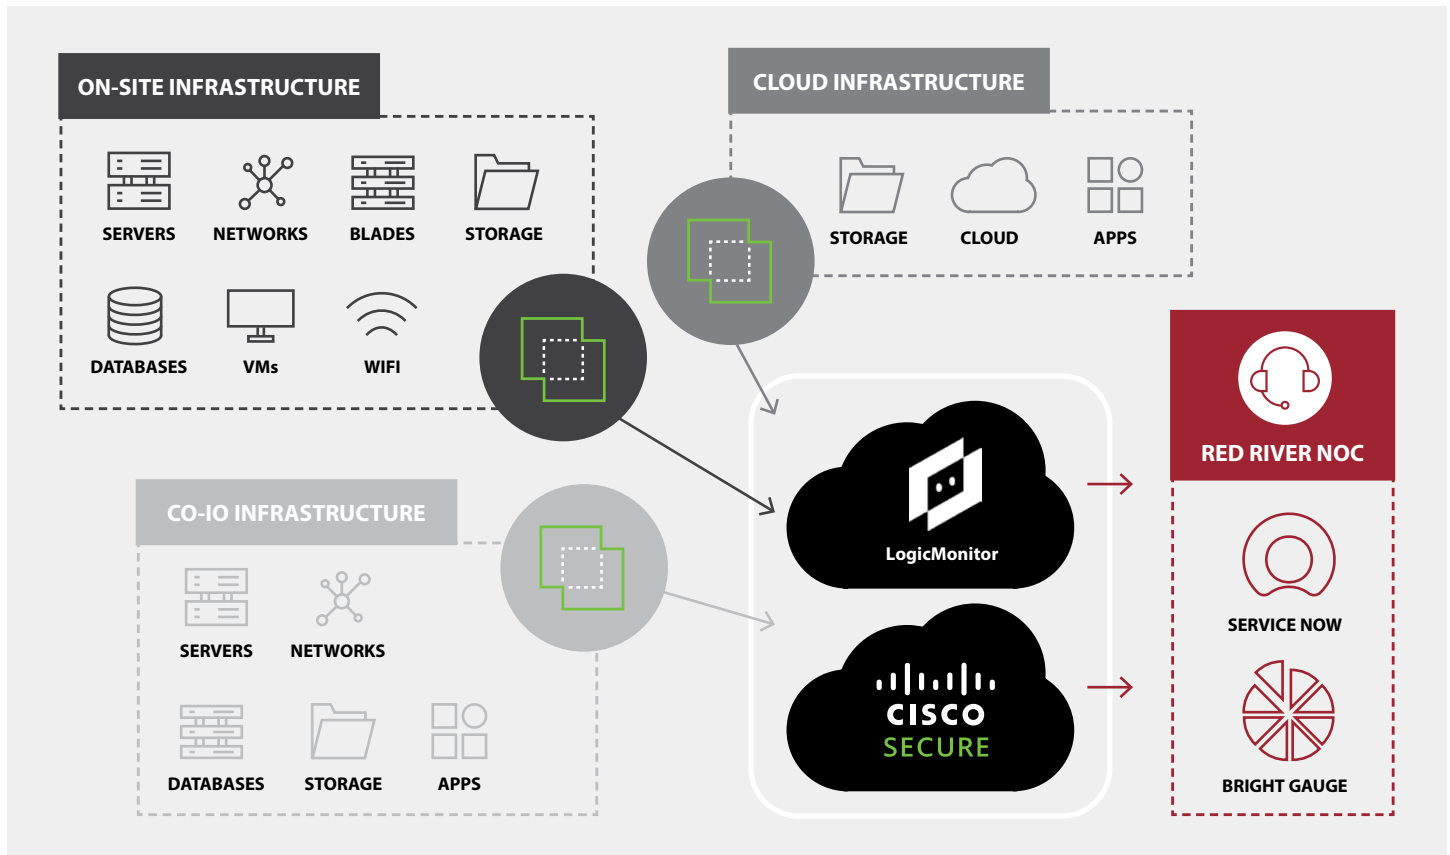 ON-SITE INFRASTRUCTURE
SERVERS
NETWORKS
BLADES
STORAGE
DATABASES
VMs
WIFI
CLOUD INFRASTRUCTURE
STORAGE
CLOUD
APPS
CO-IO INFRASTRUCTURE
SERVERS
NETWORKS
DATABASES
STORAGE
APPS
LogicMonitor
CISCO
SECURE
RED RIVER NOC
SERVICE NOW
BRIGHT GAUGE